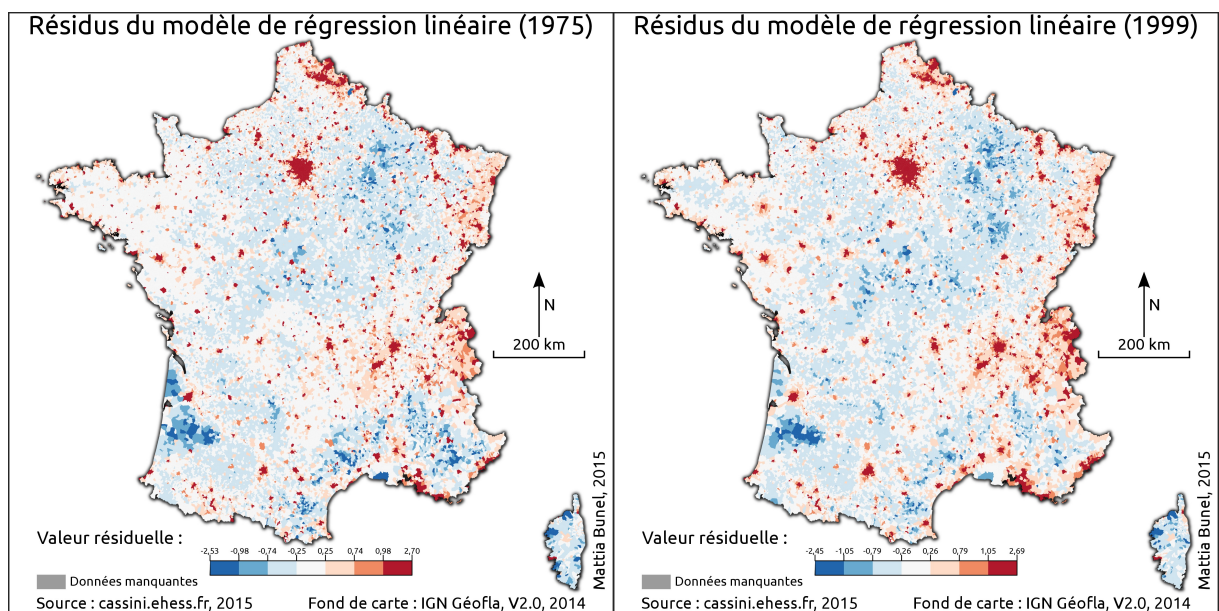 Résidus du modèle de régression linéaire (1975)
N
200 km
Valeur résiduelle :
-2,53 -0,98 -0,74 -0,25 0,25 0,74 0,98 2,70
Données manquantes
Source : cassini.ehess.fr, 2015 Fond de carte : IGN Géofla, V2.0, 2014
Mattia Bunel, 2015
Résidus du modèle de régression linéaire (1999)
N
200 km
Valeur résiduelle :
-2,45 -1,05 -0,79 -0,26 0,26 0,79 1,05 2,69
Données manquantes
Source : cassini.ehess.fr, 2015 Fond de carte : IGN Géofla, V2.0, 2014
Mattia Bunel, 2015